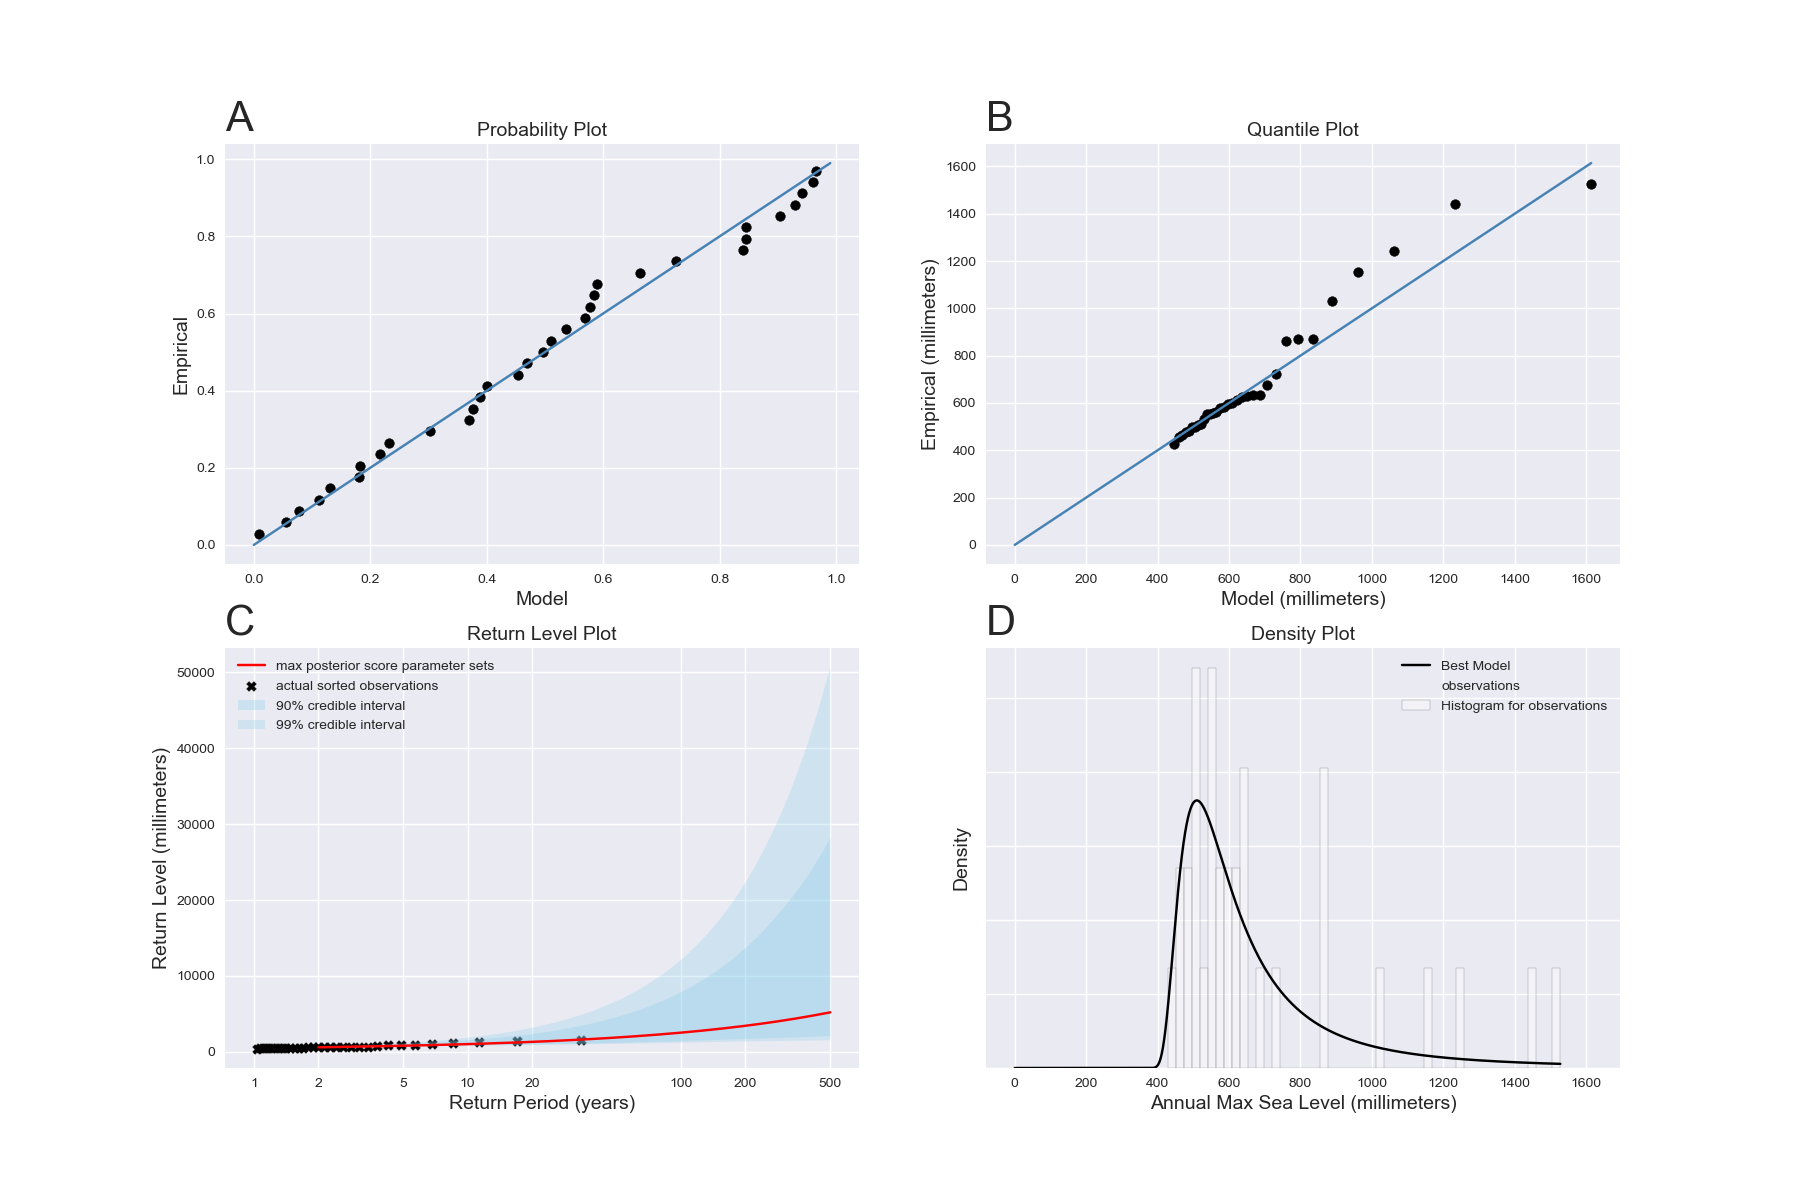 A
Probability Plot
1.0
0.8
0.6
0.4
0.2
0.0
Empirical
0.0 0.2 0.4 0.6 0.8 1.0
Model
B
Quantile Plot
1600
1400
1200
1000
800
600
400
200
0
Empirical (millimeters)
0 200 400 600 800 1000 1200 1400 1600
Model (millimeters)
C
Return Level Plot
max posterior score parameter sets
actual sorted observations
90% credible interval
99% credible interval
50000
40000
30000
20000
10000
0
Return Level (millimeters)
1 2 5 10 20 100 200 500
Return Period (years)
D
Density Plot
Best Model
observations
Histogram for observations
Density
0 200 400 600 800 1000 1200 1400 1600
Annual Max Sea Level (millimeters)